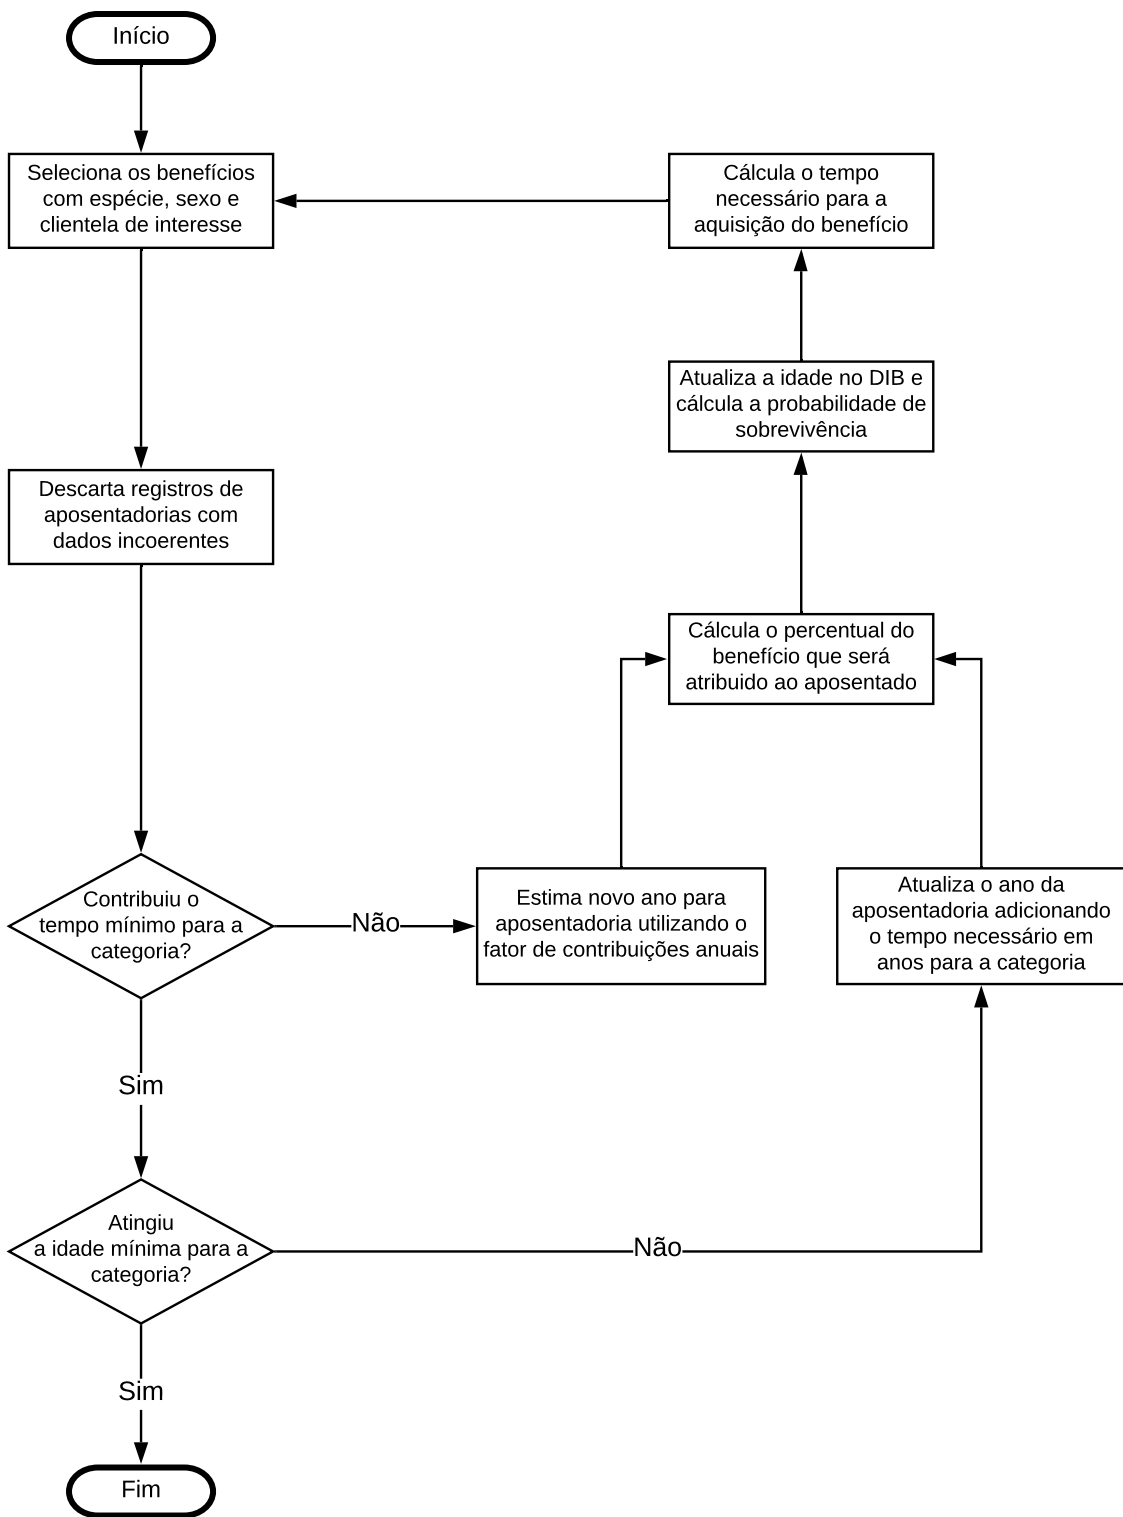 Início
Seleciona os benefícios
com espécie, sexo e
clientela de interesse
Cálcula o tempo
necessário para a
aquisição do benefício
Atualiza a idade no DIB e
cálcula a probabilidade de
sobrevivência
Descarta registros de
aposentadorias com
dados incoerentes
Cálcula o percentual do
benefício que será
atribuido ao aposentado
Contribuiu o
tempo mínimo para a
categoria?
Não
Estima novo ano para
aposentadoria utilizando o
fator de contribuições anuais
Atualiza o ano da
aposentadoria adicionando
o tempo necessário em
anos para a categoria
Sim
Atingiu
a idade mínima para a
categoria?
Não
Sim
Fim